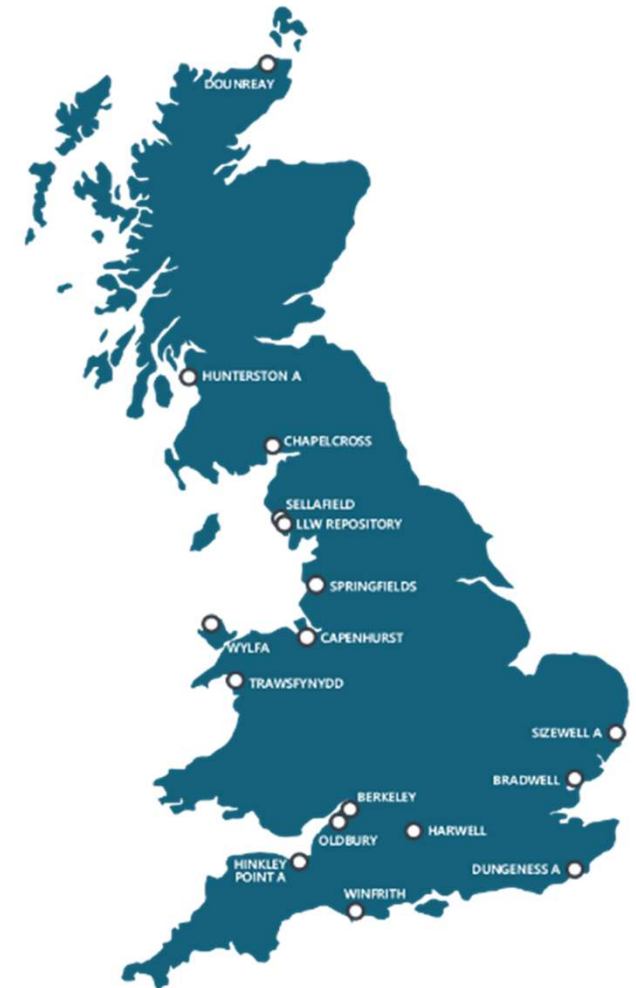 DOUNREAY
HUNTERSTON A
CHAPELCROSS
SELLAFIELD
LLW REPOSITORY
SPRINGFIELDS
CAPENHURST
WYLFA
TRAWSFYNYDD
SIZEWELL A
BRADWELL
BERKELEY
OLDBURY
HARWELL
HINKLEY
POINT A
DUNGENESS A
WINFRITH